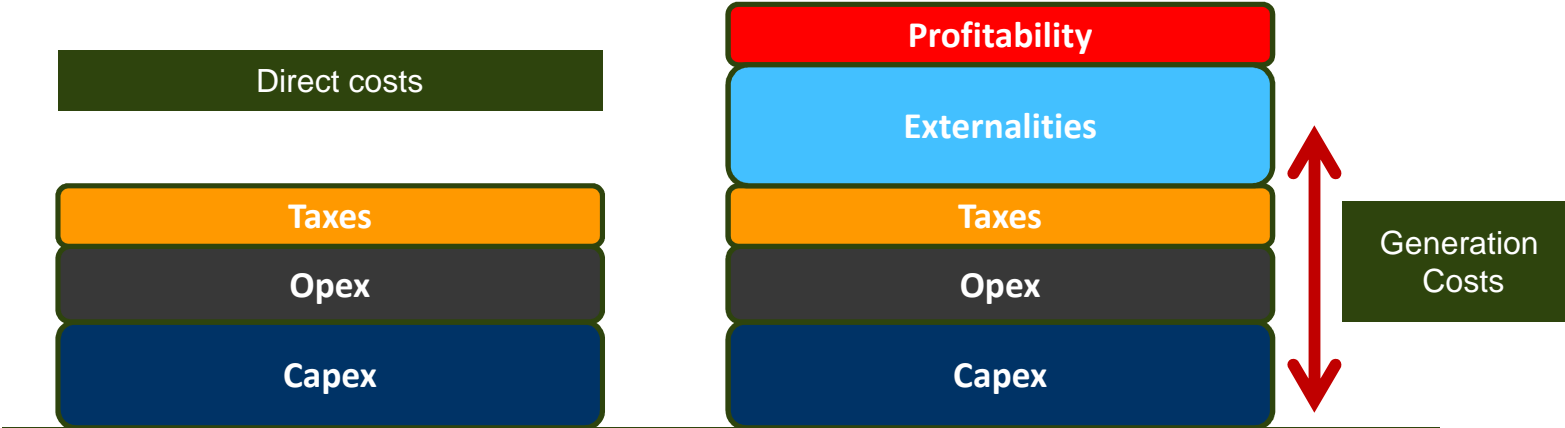 Direct costs
Taxes
Opex
Capex
Profitability
Externalities
Taxes
Opex
Capex
Generation
Costs